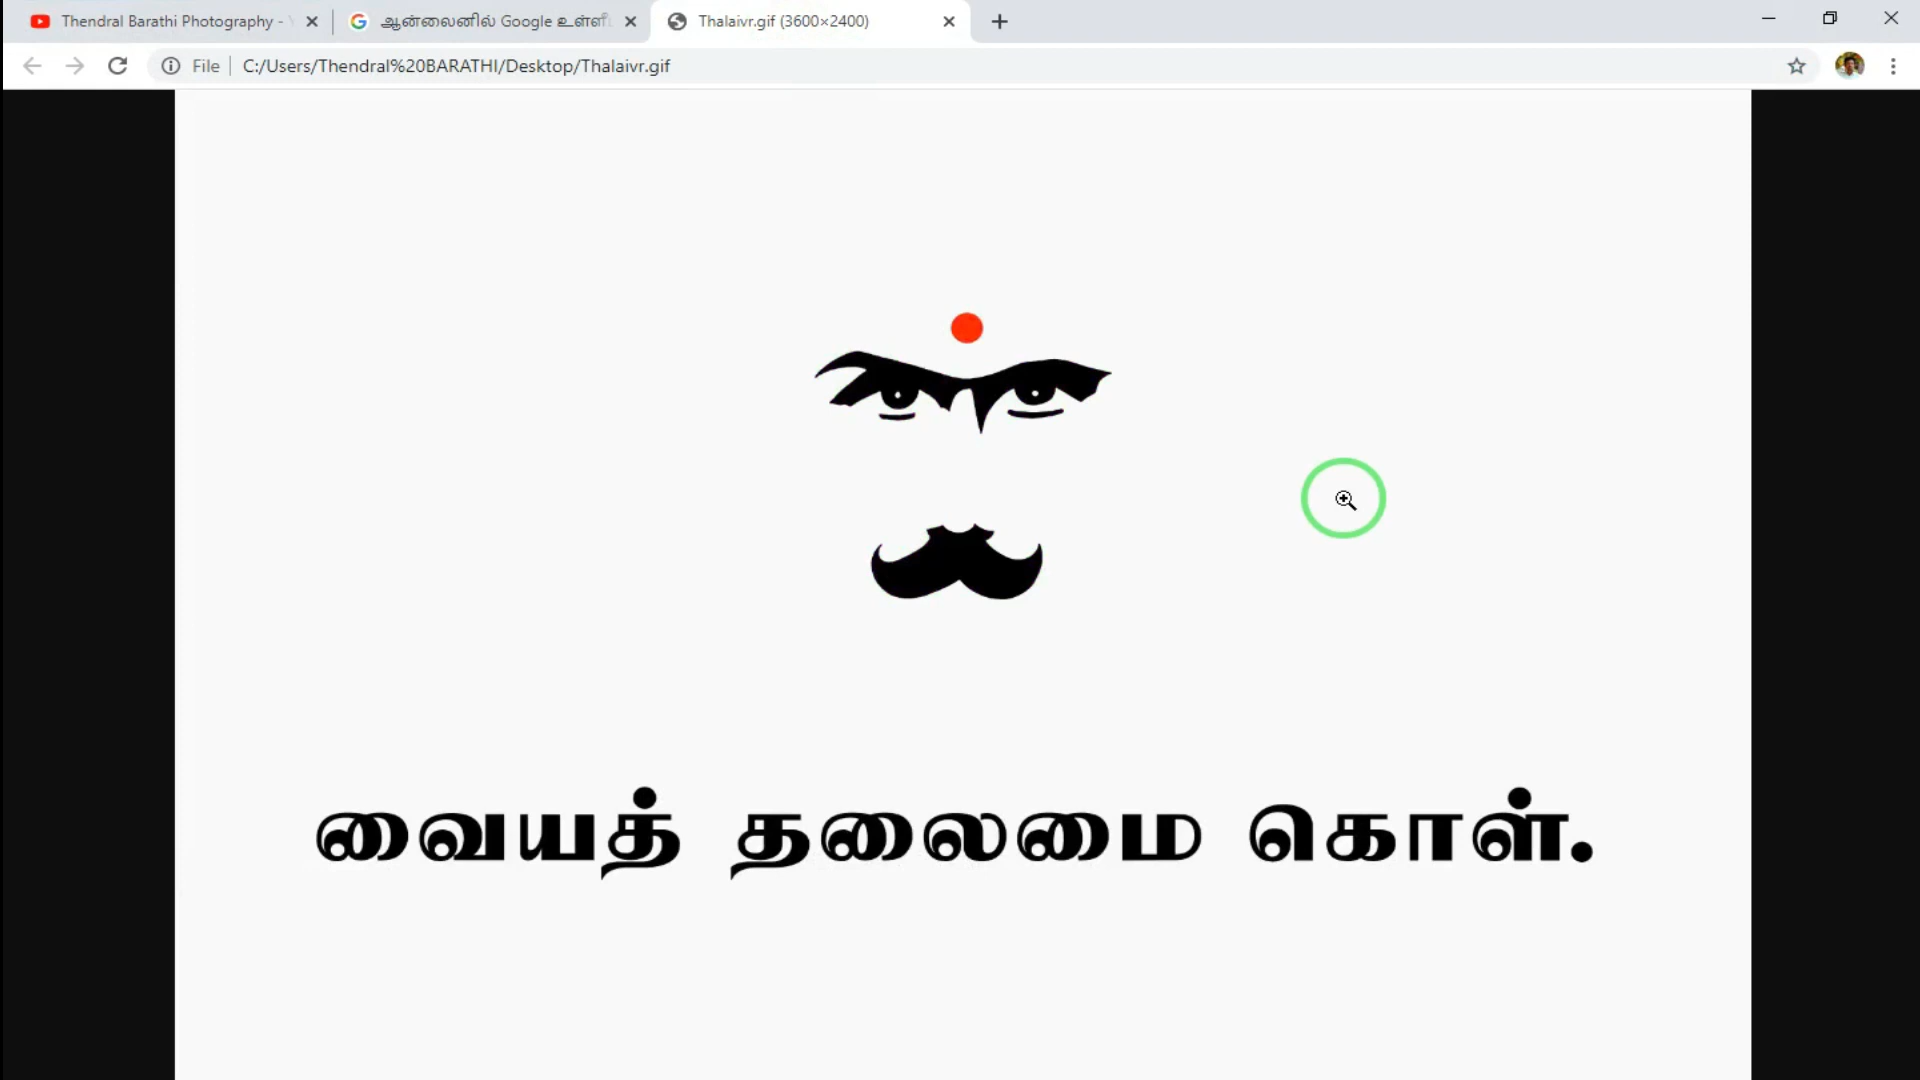 Thendral Barathi Photography -
ஆன்லைனில் Google உள்ளீ
Thalaivr.gif (3600×2400)
File
C:/Users/Thendral%20BARATHI/Desktop/Thalaivr.gif
வையத் தலைமை கொள்.